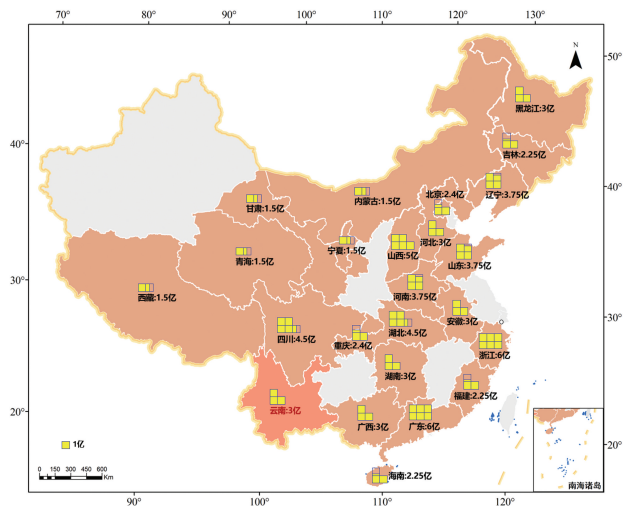 80°
90°
100°
110°
120°
130°
50°
N
黑龙江:3亿
40°
吉林:2.25亿
40°
北京:2.4亿
辽宁:3.75亿
内蒙古:1.5亿
甘肃:1.5亿
河北:3亿
宁夏:1.5亿
山西:5亿
青海:1.5亿
山东:3.75亿
30°
西藏:1.5亿
河南:3.75亿
30°
安徽:3亿
四川:4.5亿
湖北:4.5亿
重庆:2.4亿
浙江:6亿
湖南:3亿
福建:2.25亿
20°
云南:3亿
广西:3亿
广东:6亿
20°
1亿
0 150 300 450 600
Km
海南:2.25亿
南海诸岛
90°
100°
110°
120°